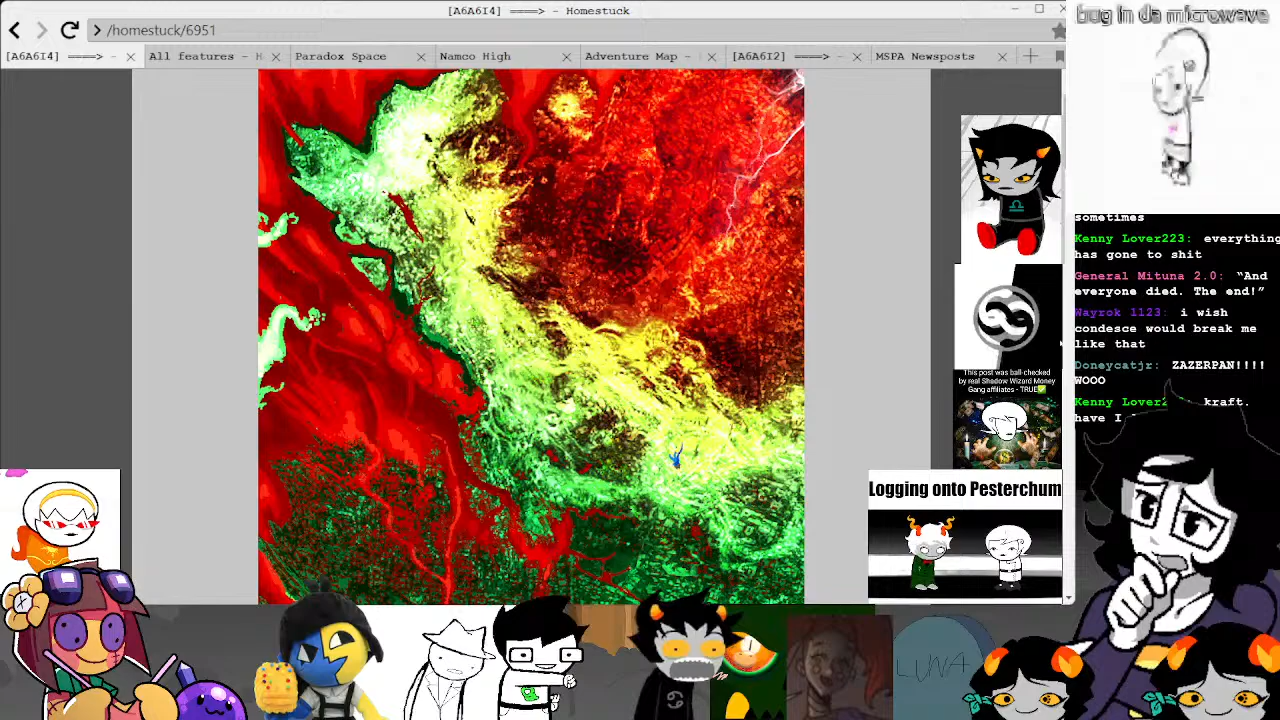 [A6A6I4] ====> - Homestuck
bug in da microwave
/homestuck/6951
[A6A6I4] ====> -
All features - H
Paradox Space
Namco High
Adventure Map -
[A6A6I2] ====> -
MSPA Newsposts
sometimes
Kenny Lover223: everything
has gone to shit
General Mituna 2.0: “And
everyone died. The end!”
Wayrok 1123: i wish
condesce would break me
like that
Doneycatjr: ZAZERPAN!!!!
WOOO
Kenny Lover2 kraft.
have I
This post was ball-checked
by real Shadow Wizard Money
Gang affiliates - TRUE✅
Logging onto Pesterchum
LUNA